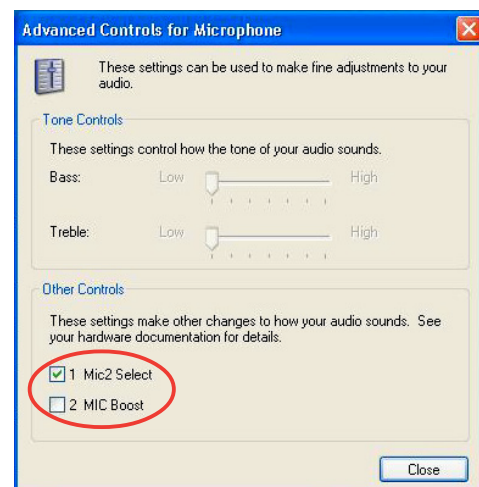 Advanced Controls for Microphone
These settings can be used to make fine adjustments to your
audio.
Tone Controls
These settings control how the tone of your audio sounds.
Bass: Low High
Treble: Low High
Other Controls
These settings make other changes to how your audio sounds. See
your hardware documentation for details.
1 Mic2 Select
2 MIC Boost
Close